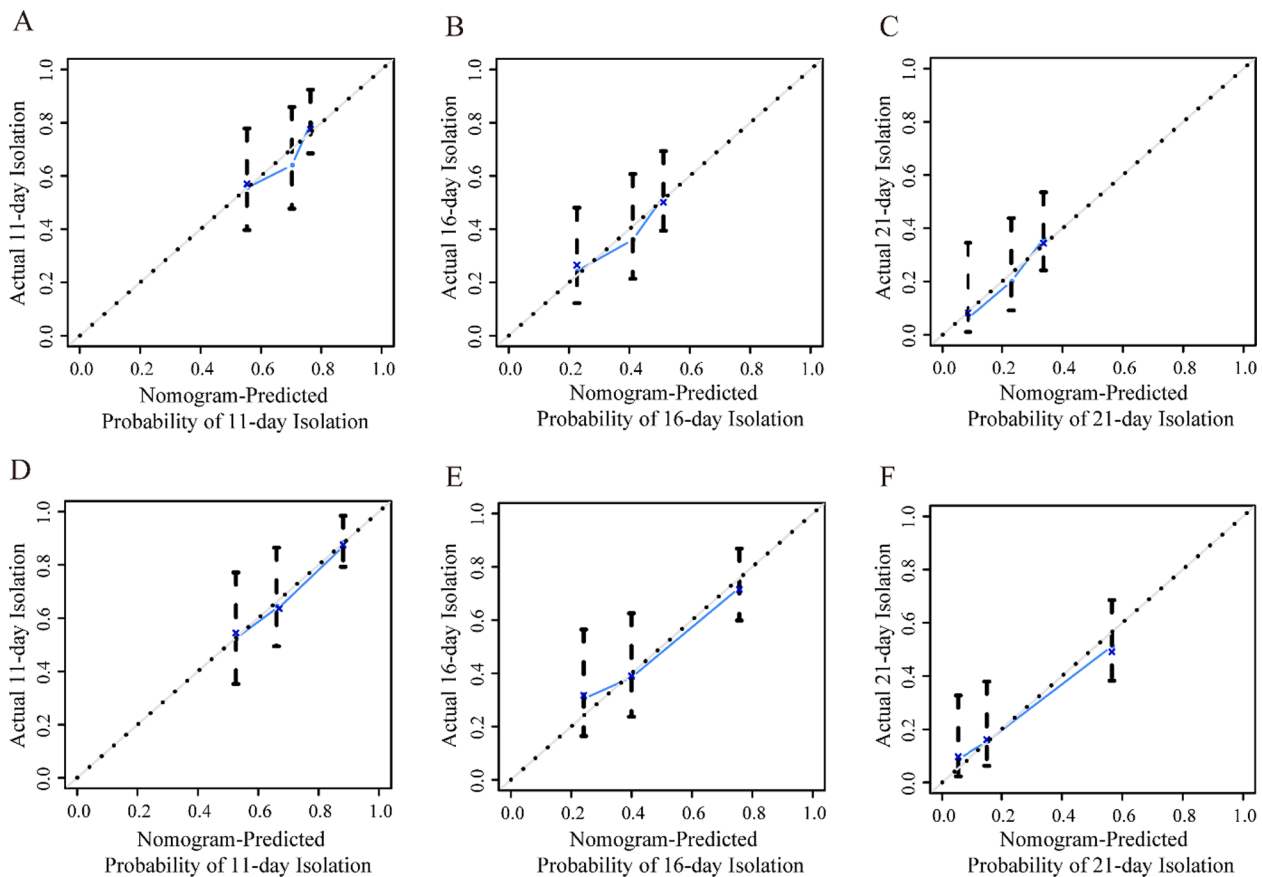 A
Actual 11-day Isolation
1.0
0.8
0.6
0.4
0.2
0.0
0.0 0.2 0.4 0.6 0.8 1.0
Nomogram-Predicted
Probability of 11-day Isolation
B
Actual 16-day Isolation
1.0
0.8
0.6
0.4
0.2
0.0
0.0 0.2 0.4 0.6 0.8 1.0
Nomogram-Predicted
Probability of 16-day Isolation
C
Actual 21-day Isolation
1.0
0.8
0.6
0.4
0.2
0.0
0.0 0.2 0.4 0.6 0.8 1.0
Nomogram-Predicted
Probability of 21-day Isolation
D
Actual 11-day Isolation
1.0
0.8
0.6
0.4
0.2
0.0
0.0 0.2 0.4 0.6 0.8 1.0
Nomogram-Predicted
Probability of 11-day Isolation
E
Actual 16-day Isolation
1.0
0.8
0.6
0.4
0.2
0.0
0.0 0.2 0.4 0.6 0.8 1.0
Nomogram-Predicted
Probability of 16-day Isolation
F
Actual 21-day Isolation
1.0
0.8
0.6
0.4
0.2
0.0
0.0 0.2 0.4 0.6 0.8 1.0
Nomogram-Predicted
Probability of 21-day Isolation